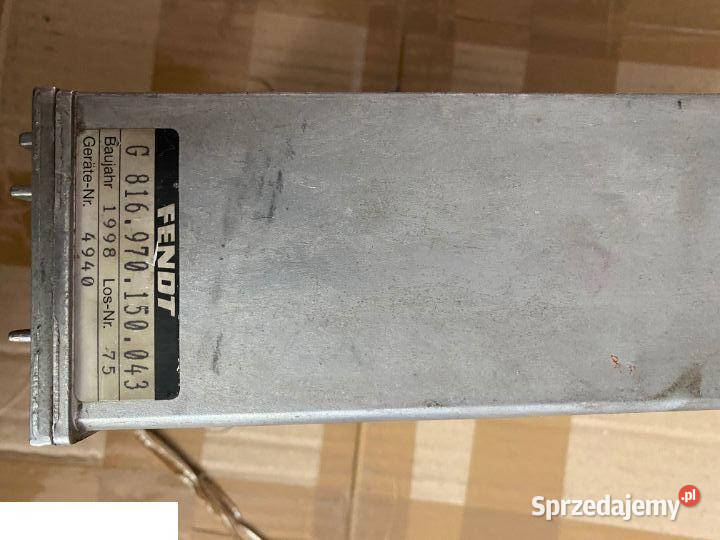 FENDT
G 816.970.150.043
Baujahr 1998 Los-Nr. 75
Geräte-Nr. 4940
Sprzedajemy.pl